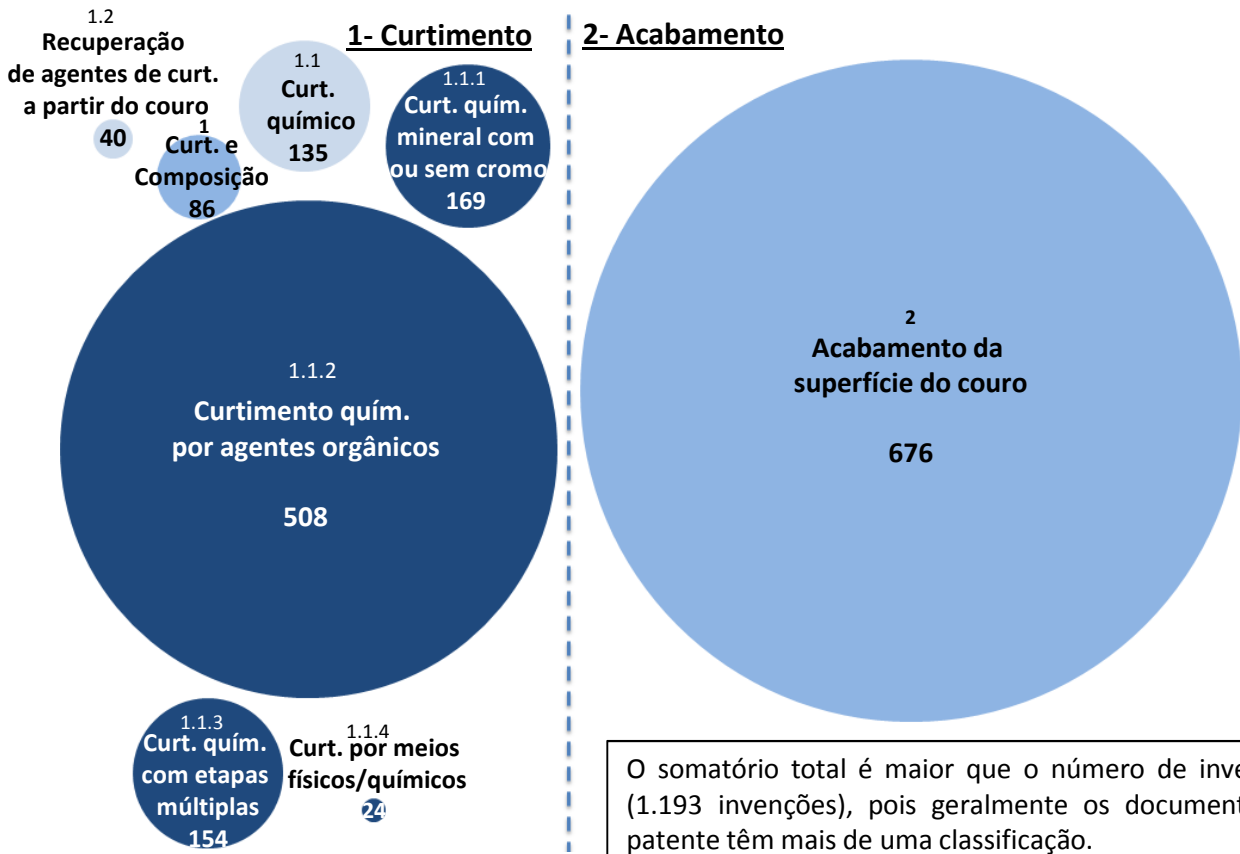 1- Curtimento
1.2
Recuperação
de agentes de curt.
a partir do couro
40
1
Curt. e
Composição
86
1.1
Curt.
químico
135
1.1.1
Curt. quím.
mineral com
ou sem cromo
169
1.1.2
Curtimento quím.
por agentes orgânicos
508
1.1.3
Curt. quím.
com etapas
múltiplas
154
1.1.4
Curt. por meios
físicos/químicos
24
2- Acabamento
2
Acabamento da
superfície do couro
676
O somatório total é maior que o número de inve
(1.193 invenções), pois geralmente os document
patente têm mais de uma classificação.